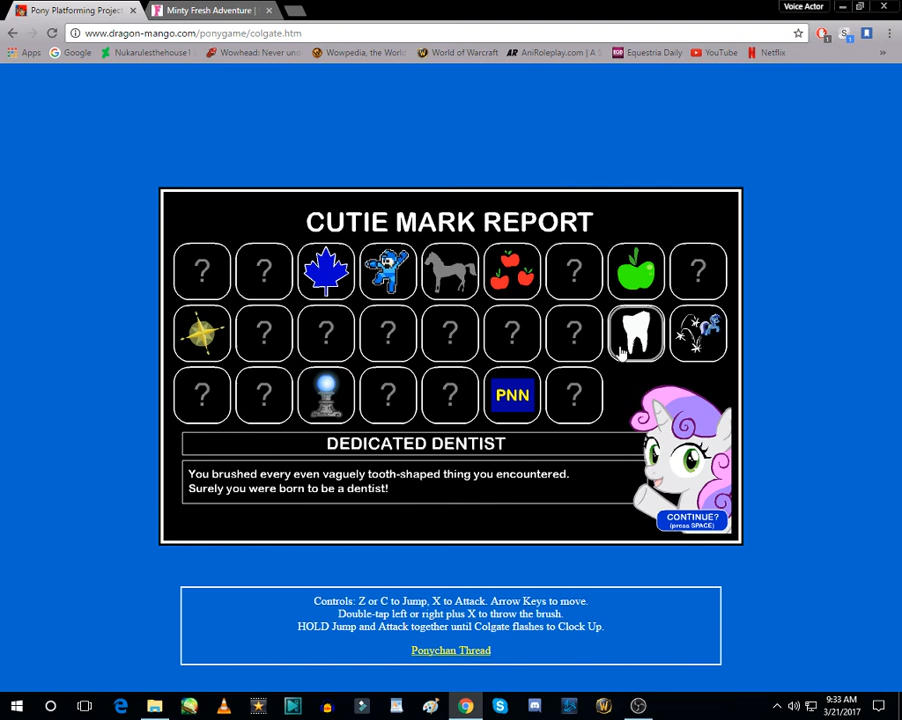 Pony Platforming Project
Minty Fresh Adventure |
Voice Actor
www.dragon-mango.com/ponygame/colgate.htm
Apps
Google
Nukarulesthehouse1
Wowhead: Never und
Wowpedia, the World
World of Warcraft
AniRoleplay.com | A S
Equestria Daily
YouTube
Netflix
»
CUTIE MARK REPORT
? ? ? ?
? ? ? ? ? ?
? ? ? ? PNN ?
DEDICATED DENTIST
You brushed every even vaguely tooth-shaped thing you encountered.
Surely you were born to be a dentist!
CONTINUE?
(press SPACE)
Controls: Z or C to Jump, X to Attack. Arrow Keys to move.
Double-tap left or right plus X to throw the brush.
HOLD Jump and Attack together until Colgate flashes to Clock Up.
Ponychan Thread
9:33 AM
3/21/2017